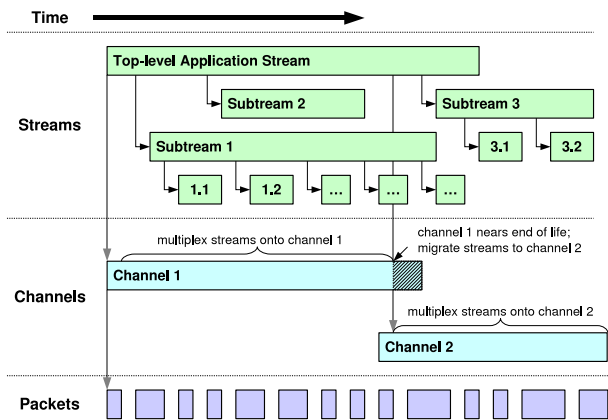 Time
Top-level Application Stream
Subtream 2
Subtream 3
Streams
Subtream 1
3.1
3.2
1.1
1.2
...
...
...
multiplex streams onto channel 1
channel 1 nears end of life;
migrate streams to channel 2
Channel 1
Channels
multiplex streams onto channel 2
Channel 2
Packets